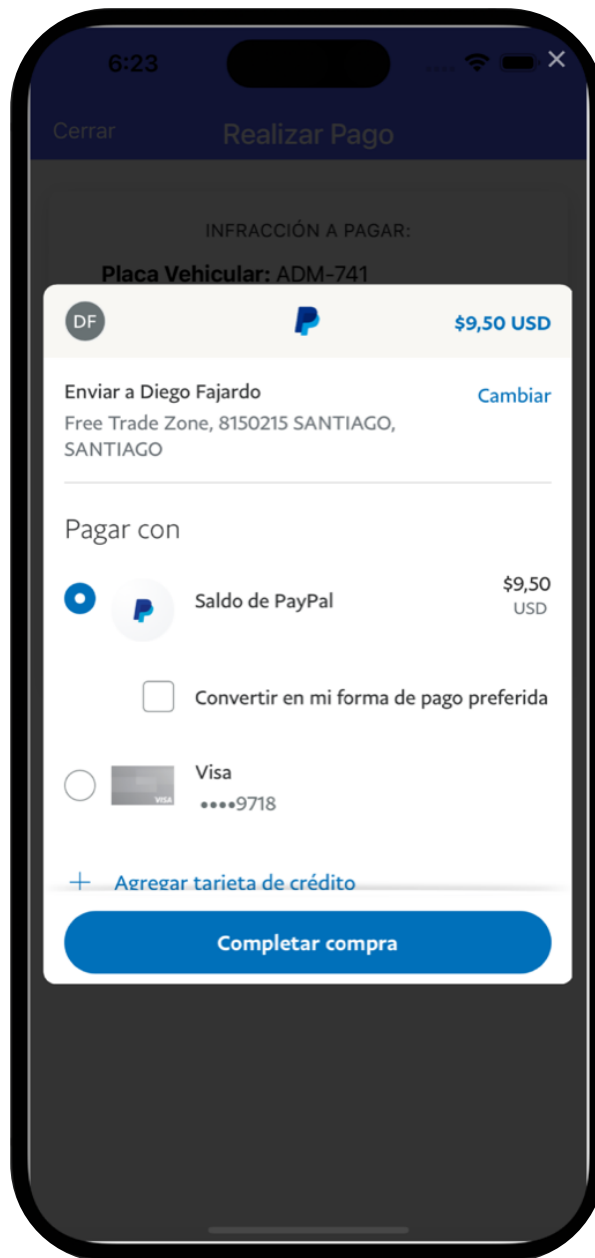 6:23
Cerrar
Realizar Pago
INFRACCIÓN A PAGAR:
Placa Vehicular: ADM-741
DF
$9,50 USD
Enviar a Diego Fajardo
Cambiar
Free Trade Zone, 8150215 SANTIAGO,
SANTIAGO
Pagar con
Saldo de PayPal
$9,50
USD
Convertir en mi forma de pago preferida
Visa
VISA
••••9718
+ Agregar tarjeta de crédito
Completar compra